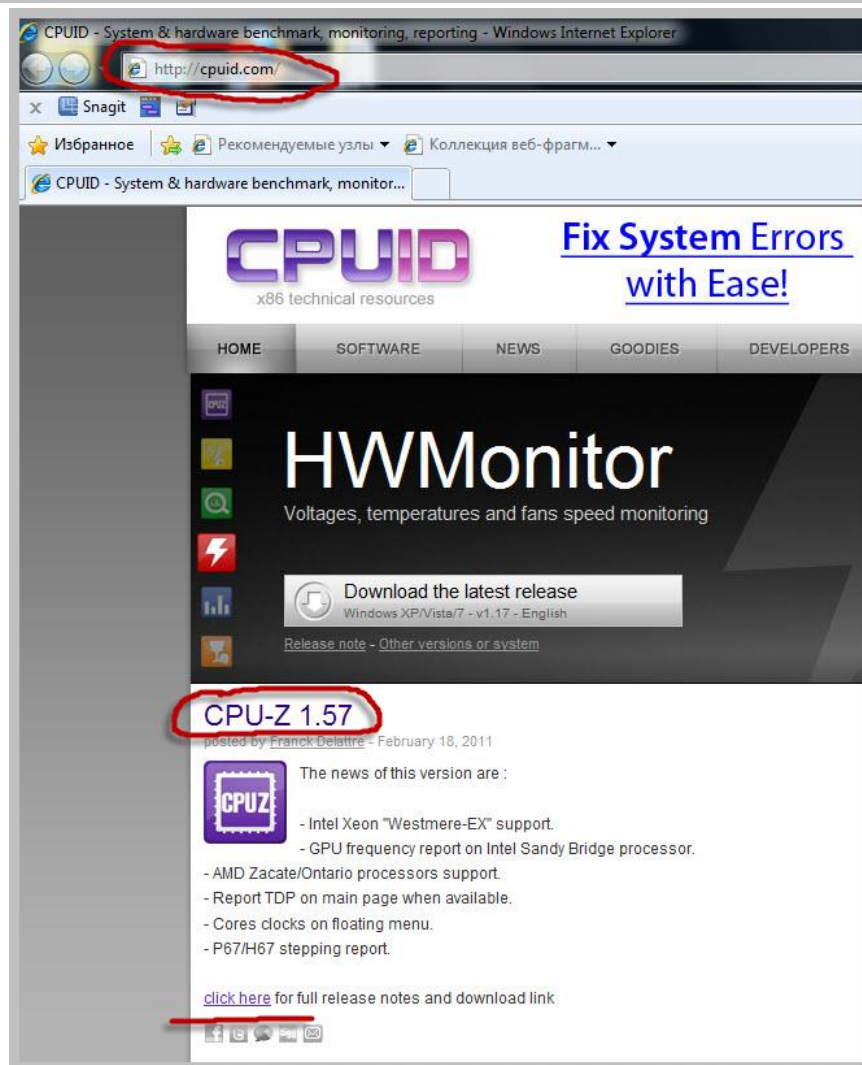 CPUID - System & hardware benchmark, monitoring, reporting - Windows Internet Explorer
http://cpuid.com/
x Snagit
Избранное Рекомендуемые узлы Коллекция веб-фрагм...
CPUID - System & hardware benchmark, monitor...
CPUID
x86 technical resources
Fix System Errors
with Ease!
HOME SOFTWARE NEWS GOODIES DEVELOPERS
HWMonitor
Voltages, temperatures and fans speed monitoring
Download the latest release
Windows XP/Vista/7 - v1.17 - English
Release note - Other versions or system
CPU-Z 1.57
posted by Franck Delattre - February 18, 2011
CPUZ
The news of this version are :
- Intel Xeon "Westmere-EX" support.
- GPU frequency report on Intel Sandy Bridge processor.
- AMD Zacate/Ontario processors support.
- Report TDP on main page when available.
- Cores clocks on floating menu.
- P67/H67 stepping report.
click here for full release notes and download link